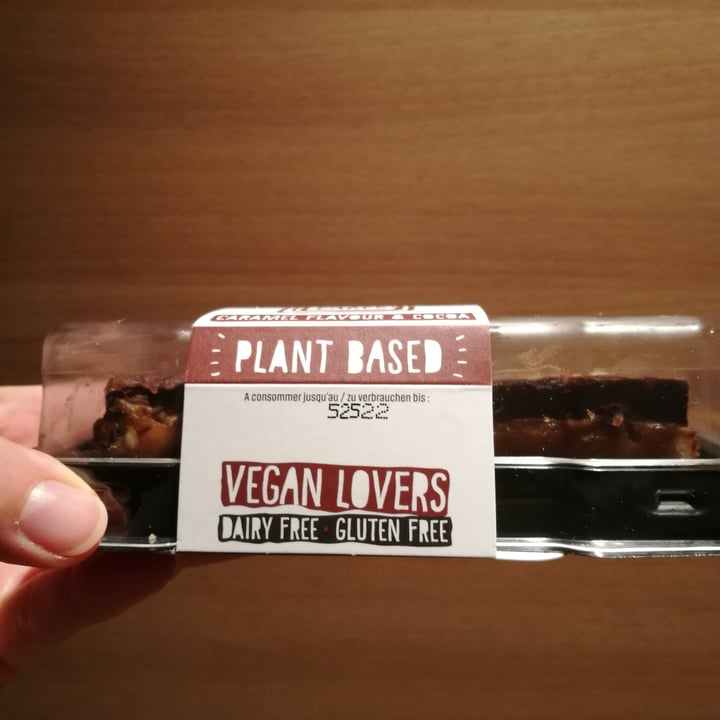 CARAMEL FLAVOUR & COCOA
PLANT BASED
A consommer jusqu'au / zu verbrauchen bis :
52522
VEGAN LOVERS
DAIRY FREE · GLUTEN FREE